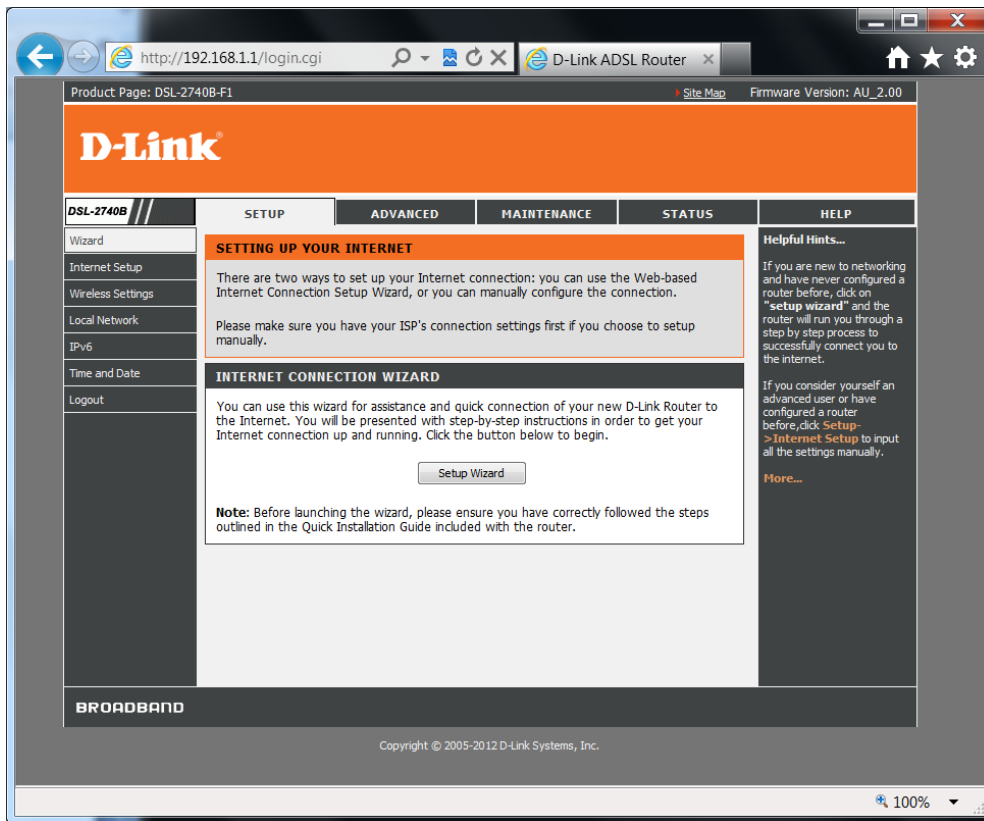 http://192.168.1.1/login.cgi
D-Link ADSL Router
Product Page: DSL-2740B-F1
Site Map
Firmware Version: AU_2.00
D-Link®
DSL-2740B
SETUP
ADVANCED
MAINTENANCE
STATUS
HELP
Wizard
Internet Setup
Wireless Settings
Local Network
IPv6
Time and Date
Logout
SETTING UP YOUR INTERNET
There are two ways to set up your Internet connection: you can use the Web-based
Internet Connection Setup Wizard, or you can manually configure the connection.
Please make sure you have your ISP's connection settings first if you choose to setup
manually.
INTERNET CONNECTION WIZARD
You can use this wizard for assistance and quick connection of your new D-Link Router to
the Internet. You will be presented with step-by-step instructions in order to get your
Internet connection up and running. Click the button below to begin.
Setup Wizard
Note: Before launching the wizard, please ensure you have correctly followed the steps
outlined in the Quick Installation Guide included with the router.
Helpful Hints...
If you are new to networking
and have never configured a
router before, click on
"setup wizard" and the
router will run you through a
step by step process to
successfully connect you to
the internet.
If you consider yourself an
advanced user or have
configured a router
before,click Setup-
>Internet Setup to input
all the settings manually.
More...
BROADBAND
Copyright © 2005-2012 D-Link Systems, Inc.
100%